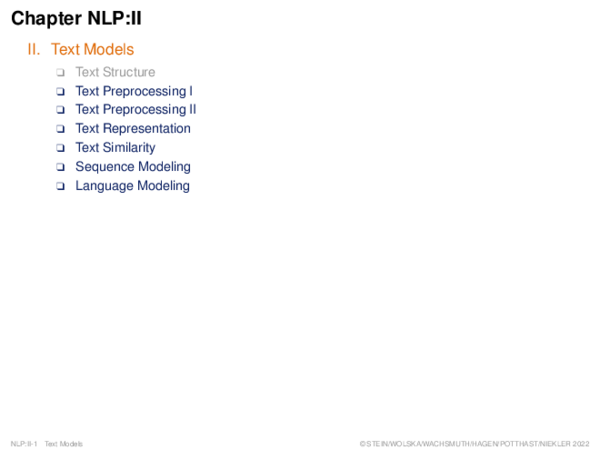 Chapter NLP:II
II. Text Models
❑ Text Structure
❑ Text Preprocessing I
❑ Text Preprocessing II
❑ Text Representation
❑ Text Similarity
❑ Sequence Modeling
❑ Language Modeling
NLP:II-1 Text Models
©STEIN/WOLSKA/WACHSMUTH/HAGEN/POTTHAST/NIEKLER 2022